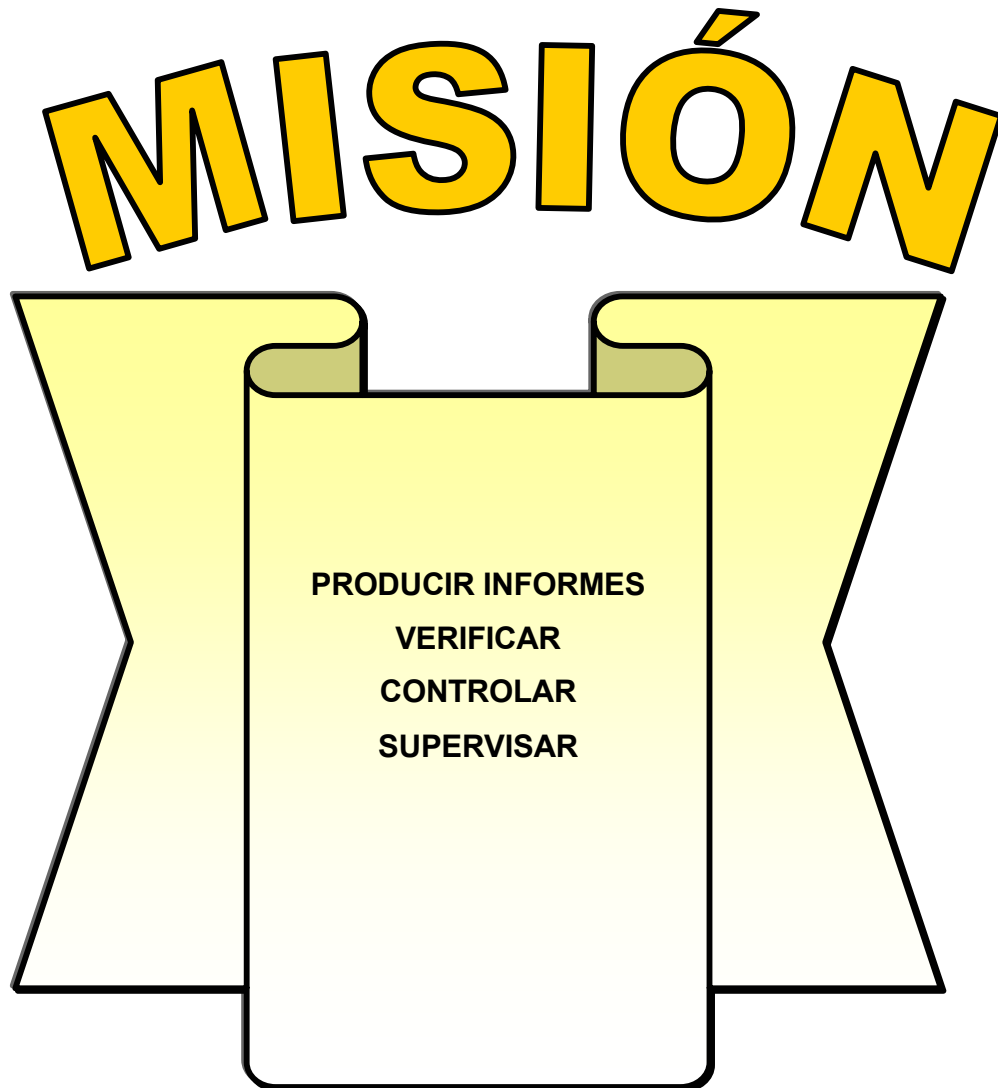 MISIÓN
PRODUCIR INFORMES
VERIFICAR
CONTROLAR
SUPERVISAR